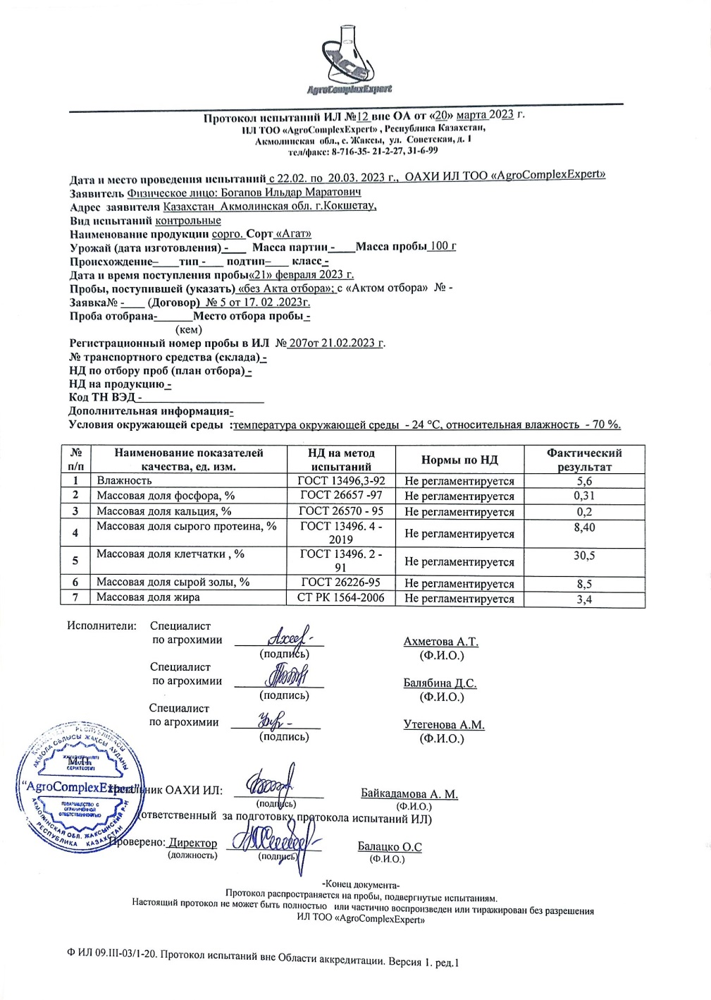 ACE
AgroComplexExpert
Протокол испытаний ИЛ №12 вне ОА от «20» марта 2023 г.
ИЛ ТОО «AgroComplexExpert» , Республика Казахстан,
Акмолинская обл., с. Жаксы, ул. Советская, д. 1
тел/факс: 8-716-35- 21-2-27, 31-6-99
Дата и место проведения испытаний с 22.02. по 20.03. 2023 г., ОАХИ ИЛ ТОО «AgroComplexExpert»
Заявитель Физическое лицо: Богапов Ильдар Маратович
Адрес заявителя Казахстан Акмолинская обл. г.Кокшетау,
Вид испытаний контрольные
Наименование продукции сорго. Сорт «Агат»
Урожай (дата изготовления) -___ Масса партии -____Масса пробы 100 г
Происхождение–____тип -___ подтип–___ класс -
Дата и время поступления пробы«21» февраля 2023 г.
Пробы, поступившей (указать) «без Акта отбора»; с «Актом отбора» № -
Заявка№ -____ (Договор) № 5 от 17. 02 .2023г.
Проба отобрана-______Место отбора пробы -
(кем)
Регистрационный номер пробы в ИЛ № 207от 21.02.2023 г.
№ транспортного средства (склада) -
НД по отбору проб (план отбора) -
НД на продукцию -
Код ТН ВЭД -____________________
Дополнительная информация-
Условия окружающей среды :температура окружающей среды - 24 °С, относительная влажность - 70 %.
№ п/п Наименование показателей качества, ед. изм. НД на метод испытаний Нормы по НД Фактический результат
1 Влажность ГОСТ 13496,3-92 Не регламентируется 5,6
2 Массовая доля фосфора, % ГОСТ 26657 -97 Не регламентируется 0,31
3 Массовая доля кальция, % ГОСТ 26570 - 95 Не регламентируется 0,2
4 Массовая доля сырого протеина, % ГОСТ 13496. 4 - 2019 Не регламентируется 8,40
5 Массовая доля клетчатки , % ГОСТ 13496. 2 - 91 Не регламентируется 30,5
6 Массовая доля сырой золы, % ГОСТ 26226-95 Не регламентируется 8,5
7 Массовая доля жира СТ РК 1564-2006 Не регламентируется 3,4
Исполнители: Специалист
по агрохимии Ахметова А.Т.
(подпись) (Ф.И.О.)
Специалист
по агрохимии Балябина Д.С.
(подпись) (Ф.И.О.)
Специалист
по агрохимии Утегенова А.М.
(подпись) (Ф.И.О.)
АКМОЛА ОБЛЫСЫ ЖАКСЫ АУДАНЫ
М.П.
"AgroComplexExpert"
ТОВАРИЩЕСТВО С
ОГРАНИЧЕННОЙ
ОТВЕТСТВЕННОСТЬЮ
АКМОЛИНСКАЯ ОБЛ. ЖАКСЫНСКИЙ Р-Н
РЕСПУБЛИКА КАЗАХСТАН
Начальник ОАХИ ИЛ: Байкадамова А. М.
(подпись) (Ф.И.О.)
(ответственный за подготовку протокола испытаний ИЛ)
Проверено: Директор Балацко О.С
(должность) (подпись) (Ф.И.О.)
-Конец документа-
Протокол распространяется на пробы, подвергнутые испытаниям.
Настоящий протокол не может быть полностью или частично воспроизведен или тиражирован без разрешения
ИЛ ТОО «AgroComplexExpert»
Ф ИЛ 09.III-03/1-20. Протокол испытаний вне Области аккредитации. Версия 1. ред.1